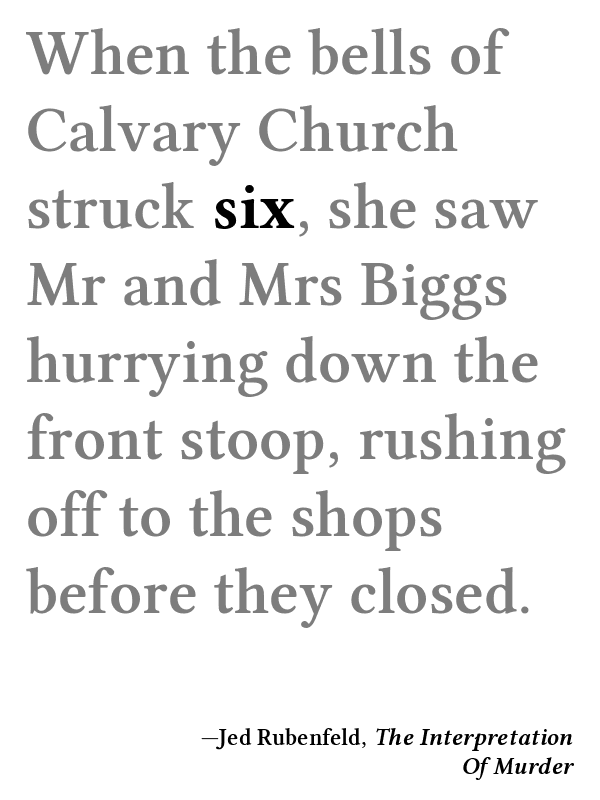 When the bells of
Calvary Church
struck six, she saw
Mr and Mrs Biggs
hurrying down the
front stoop, rushing
off to the shops
before they closed.
—Jed Rubenfeld, The Interpretation
Of Murder